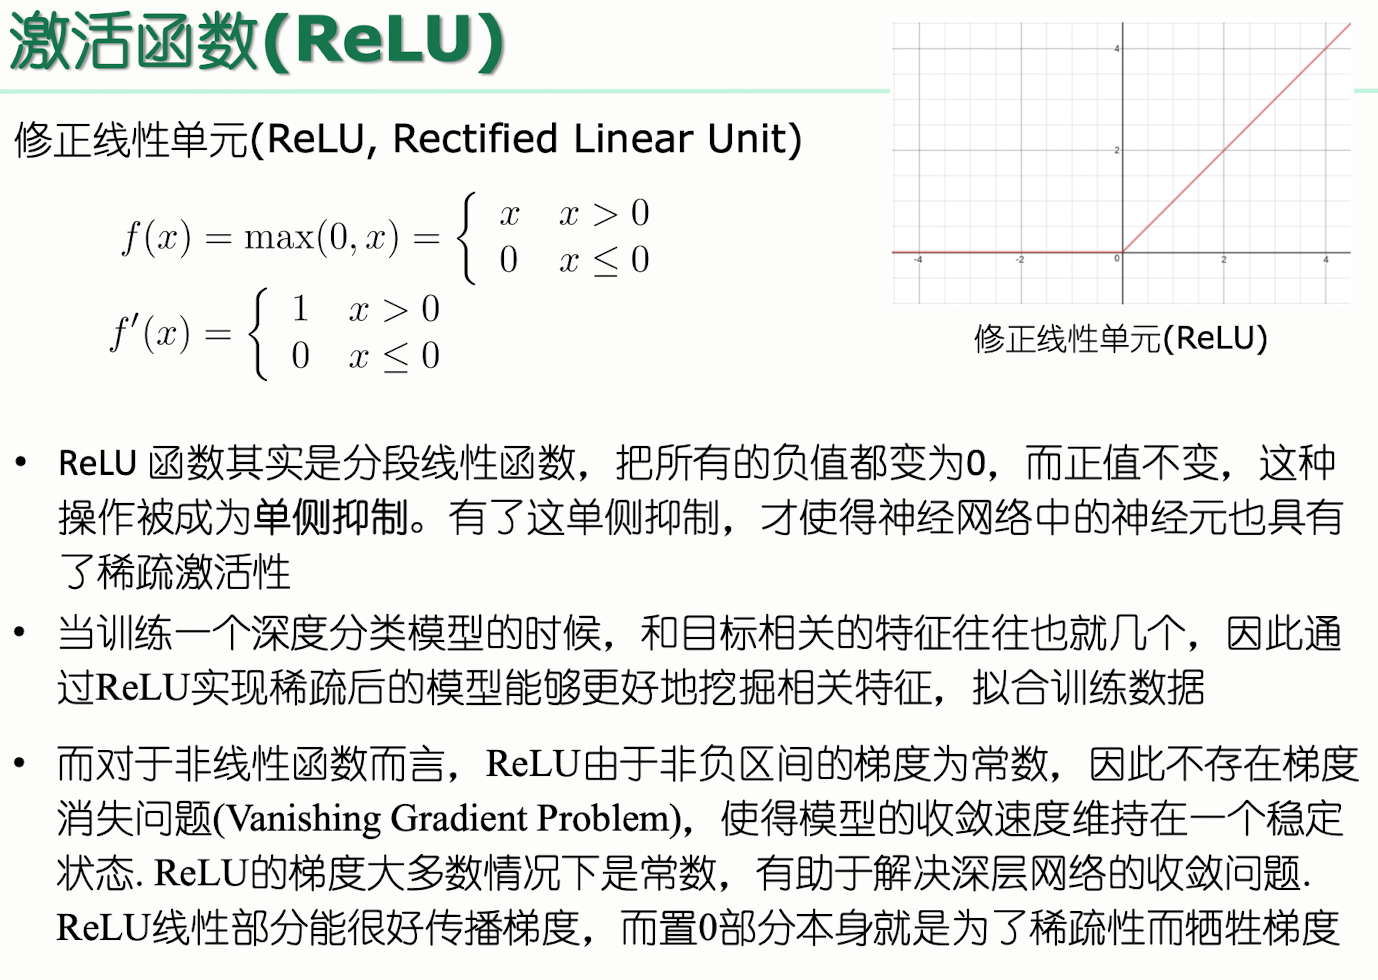 激活函数(ReLU)
修正线性单元(ReLU, Rectified Linear Unit)
f(x) = max(0, x) = { x x > 0
0 x ≤ 0
f′(x) = { 1 x > 0
0 x ≤ 0
4
2
-4 -2 0 2 4
修正线性单元(ReLU)
• ReLU 函数其实是分段线性函数，把所有的负值都变为0，而正值不变，这种
操作被成为单侧抑制。有了这单侧抑制，才使得神经网络中的神经元也具有
了稀疏激活性
• 当训练一个深度分类模型的时候，和目标相关的特征往往也就几个，因此通
过ReLU实现稀疏后的模型能够更好地挖掘相关特征，拟合训练数据
• 而对于非线性函数而言，ReLU由于非负区间的梯度为常数，因此不存在梯度
消失问题(Vanishing Gradient Problem)，使得模型的收敛速度维持在一个稳定
状态. ReLU的梯度大多数情况下是常数，有助于解决深层网络的收敛问题.
ReLU线性部分能很好传播梯度，而置0部分本身就是为了稀疏性而牺牲梯度